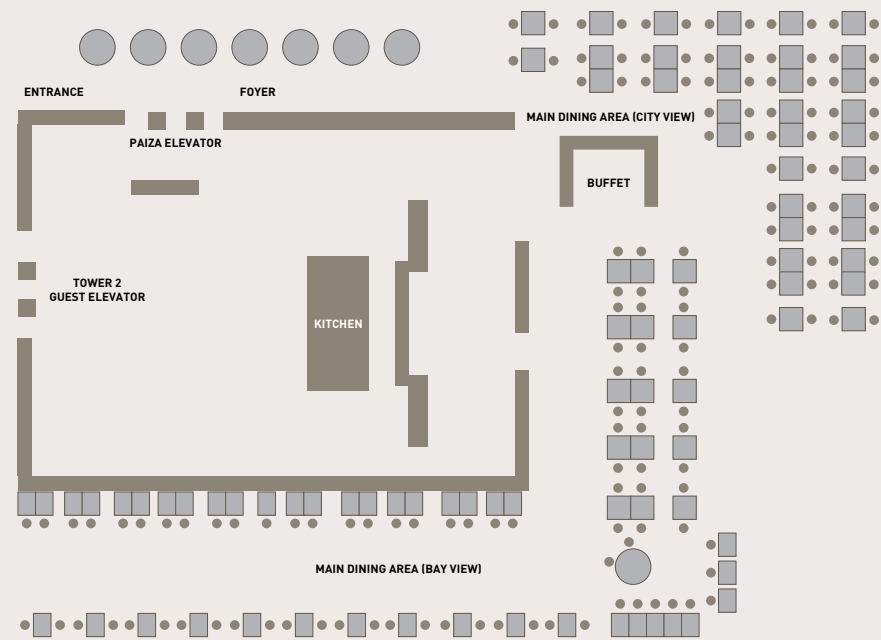 ENTRANCE
FOYER
MAIN DINING AREA (CITY VIEW)
PAIZA ELEVATOR
BUFFET
TOWER 2
GUEST ELEVATOR
KITCHEN
MAIN DINING AREA (BAY VIEW)